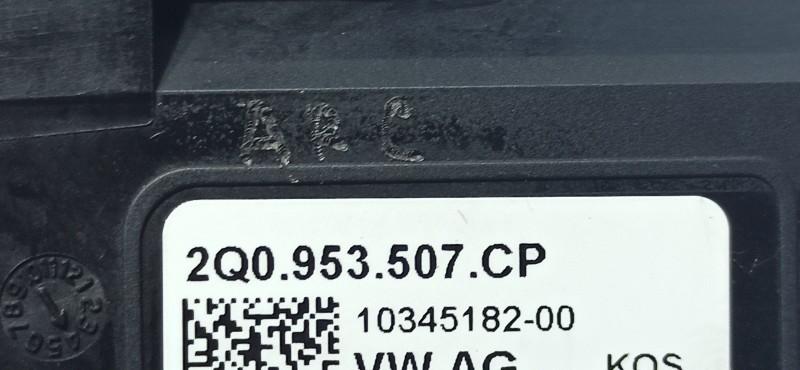 ARC
2Q0.953.507.CP
10345182-00
VW AG KOS